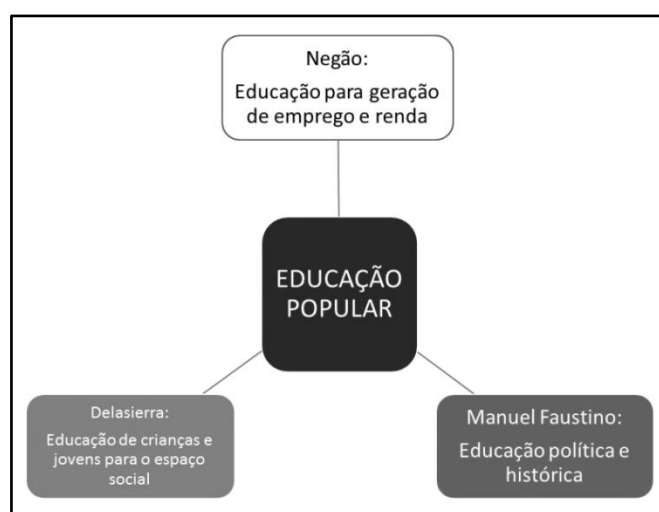 Negão:
Educação para geração
de emprego e renda
EDUCAÇÃO
POPULAR
Delasierra:
Educação de crianças e
jovens para o espaço
social
Manuel Faustino:
Educação política e
histórica